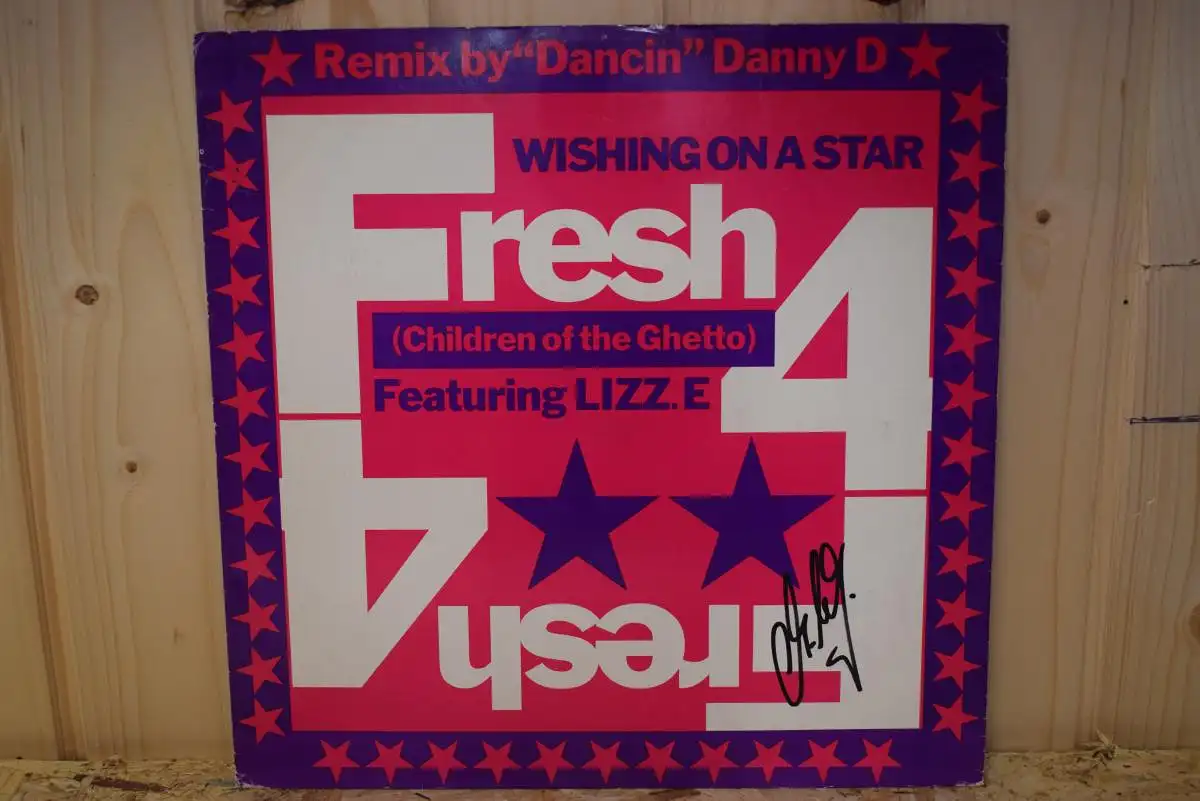 Remix by "Dancin" Danny D
WISHING ON A STAR
Fresh 4
(Children of the Ghetto)
Featuring LIZZ.E
Fresh 4